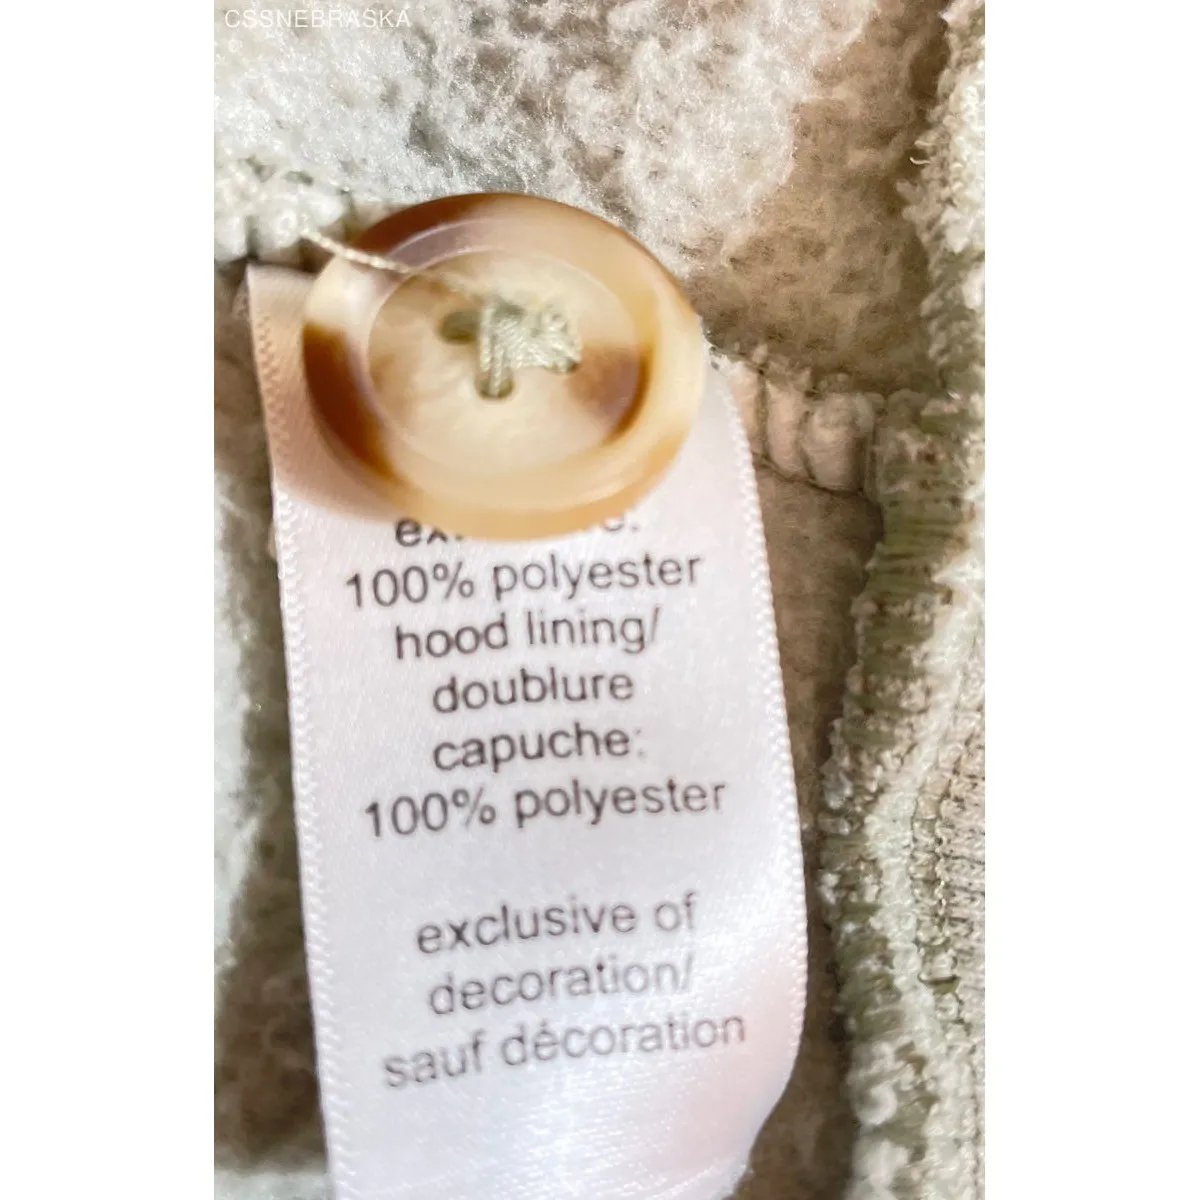 CSSNEBRASKA
100% polyester
hood lining/
doublure
capuche:
100% polyester
exclusive of
decoration/
sauf décoration